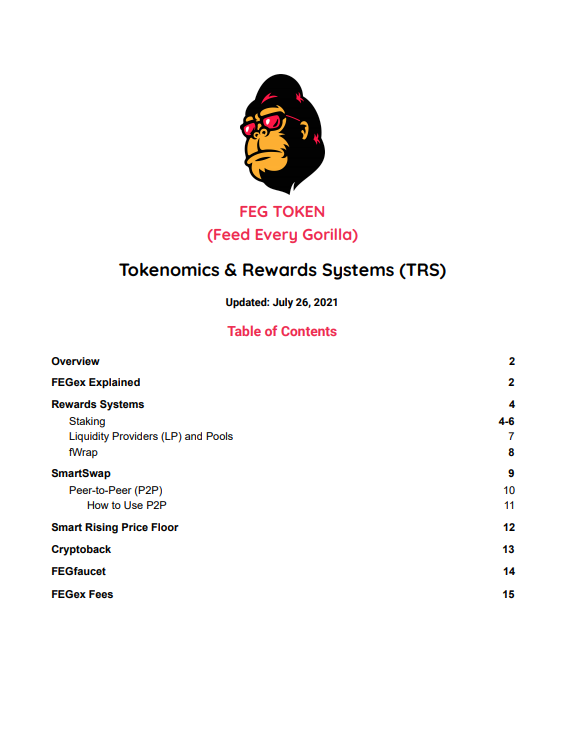 FEG TOKEN
(Feed Every Gorilla)
Tokenomics & Rewards Systems (TRS)
Updated: July 26, 2021
Table of Contents
Overview 2
FEGex Explained 2
Rewards Systems 4
Staking 4-6
Liquidity Providers (LP) and Pools 7
fWrap 8
SmartSwap 9
Peer-to-Peer (P2P) 10
How to Use P2P 11
Smart Rising Price Floor 12
Cryptoback 13
FEGfaucet 14
FEGex Fees 15